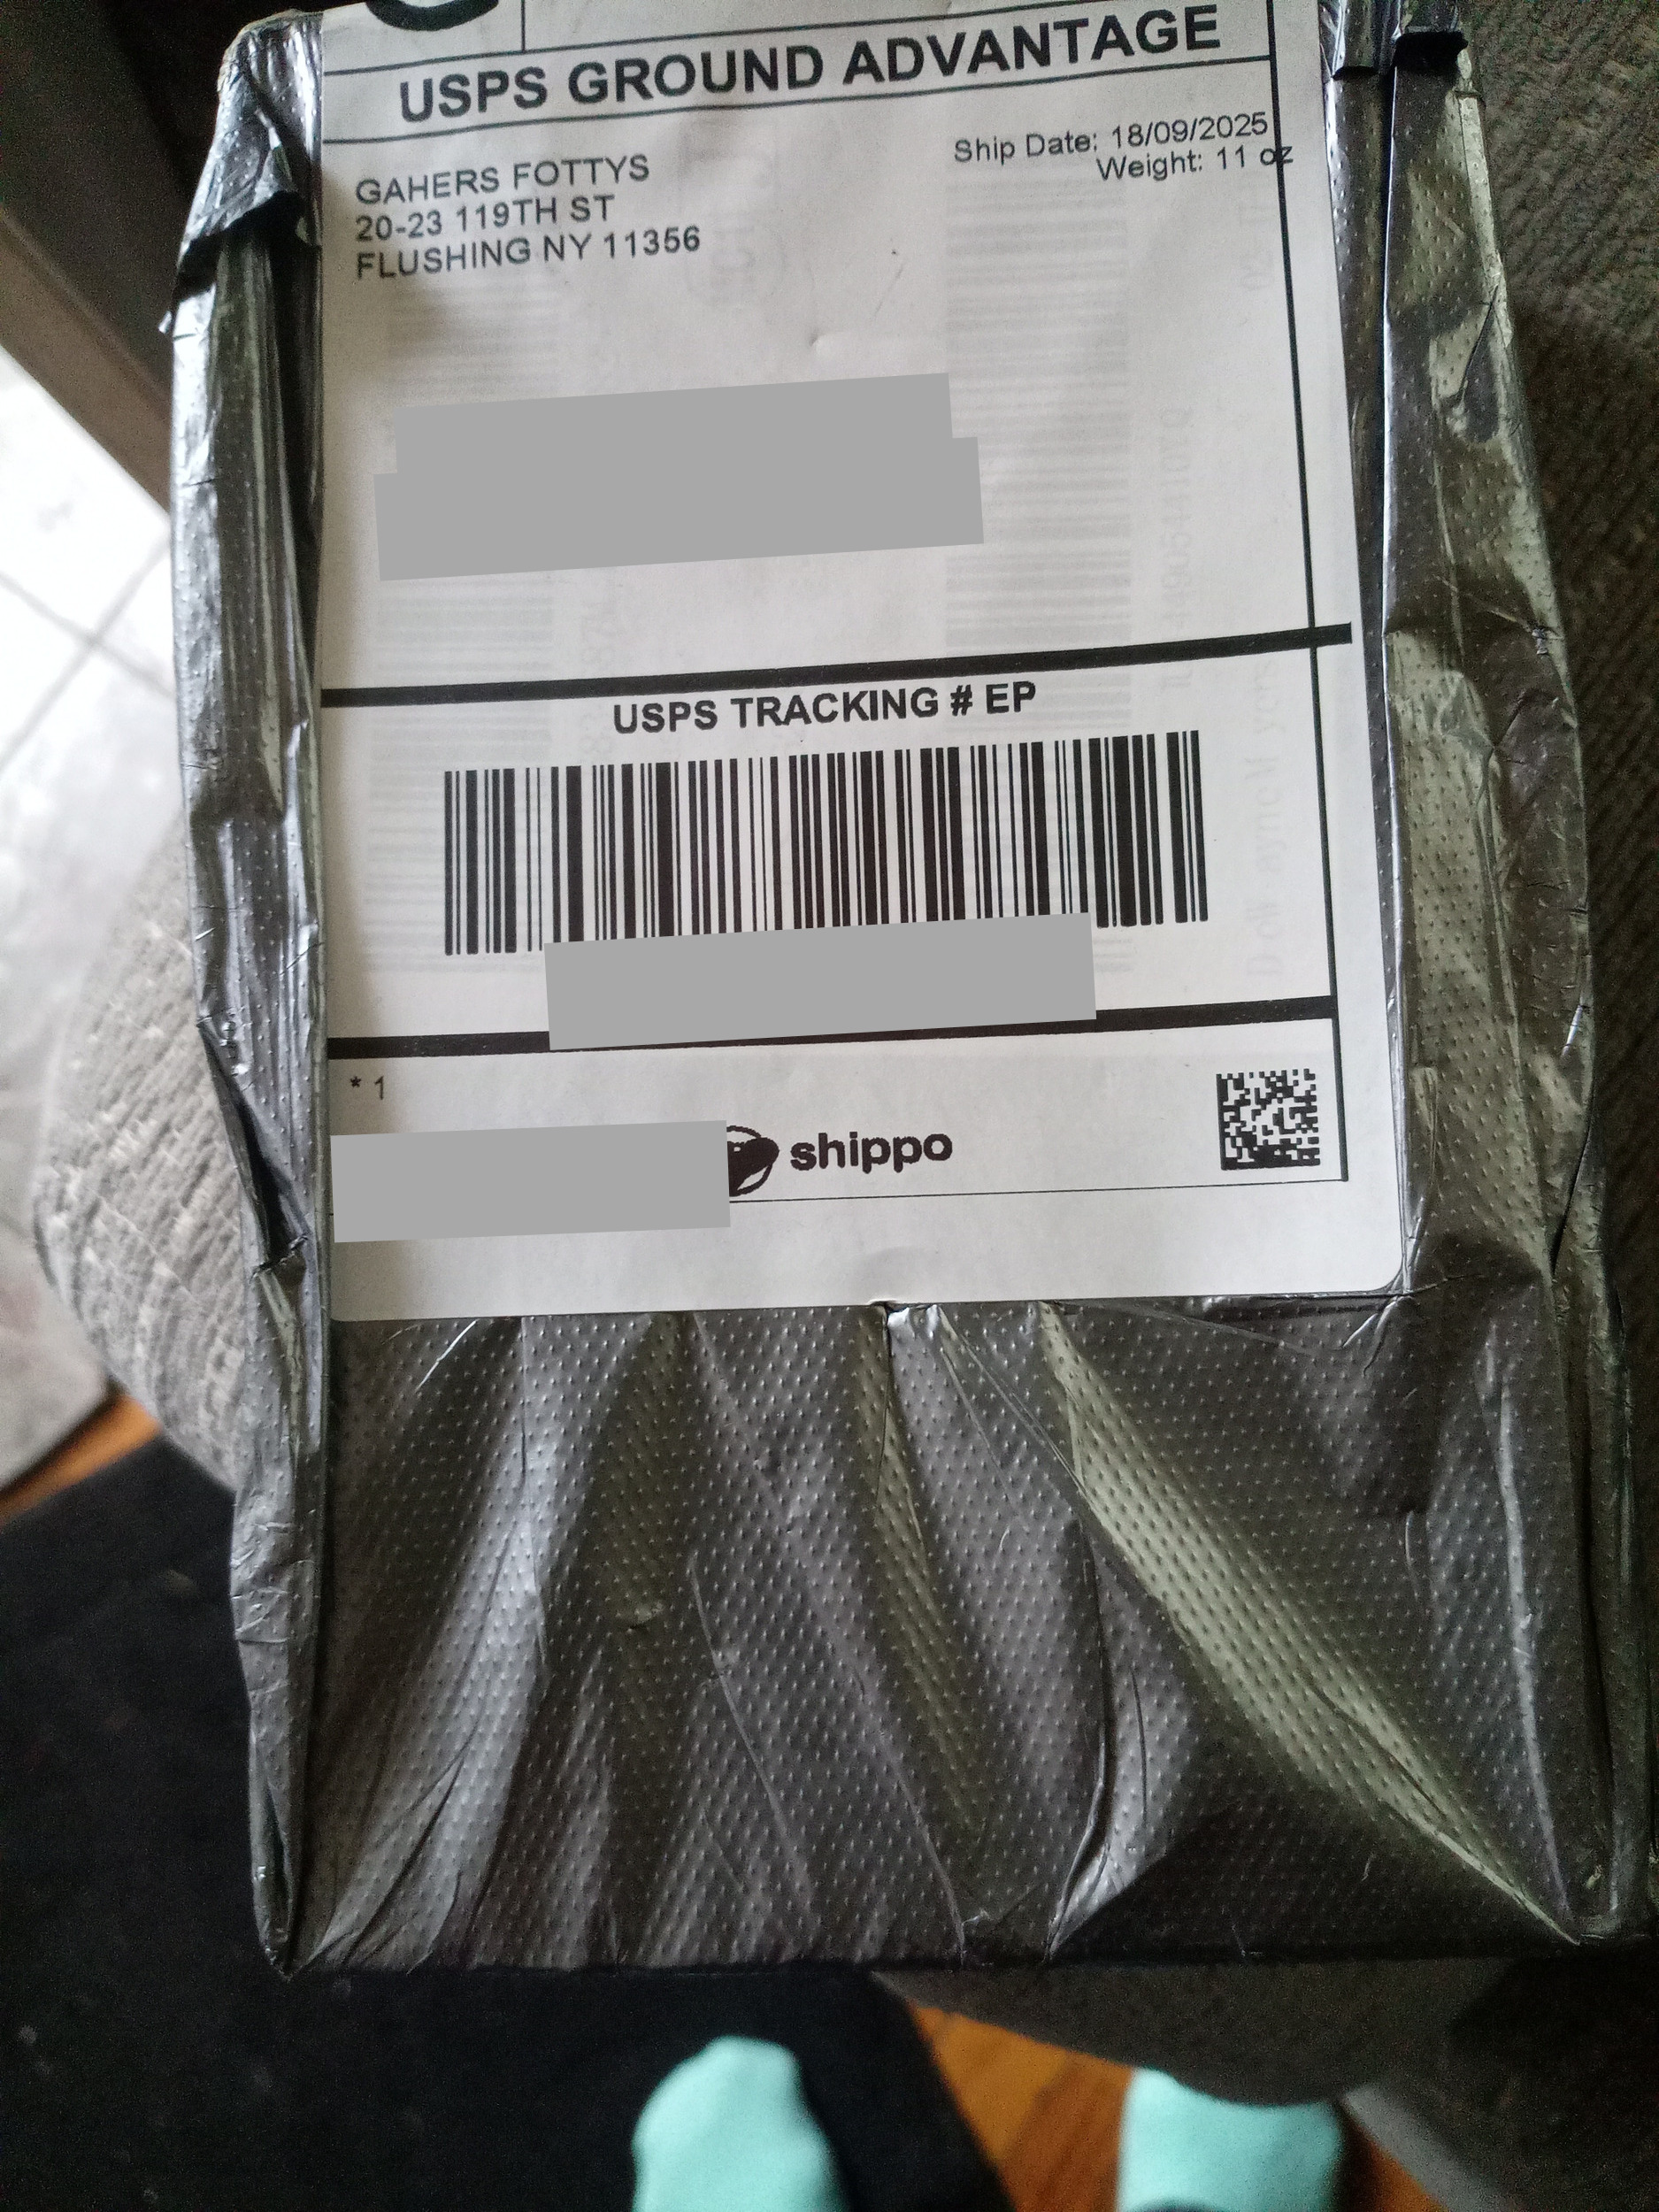 USPS GROUND ADVANTAGE
Ship Date: 18/09/2025
Weight: 11 oz
GAHERS FOTTYS
20-23 119TH ST
FLUSHING NY 11356
USPS TRACKING # EP
* 1
shippo